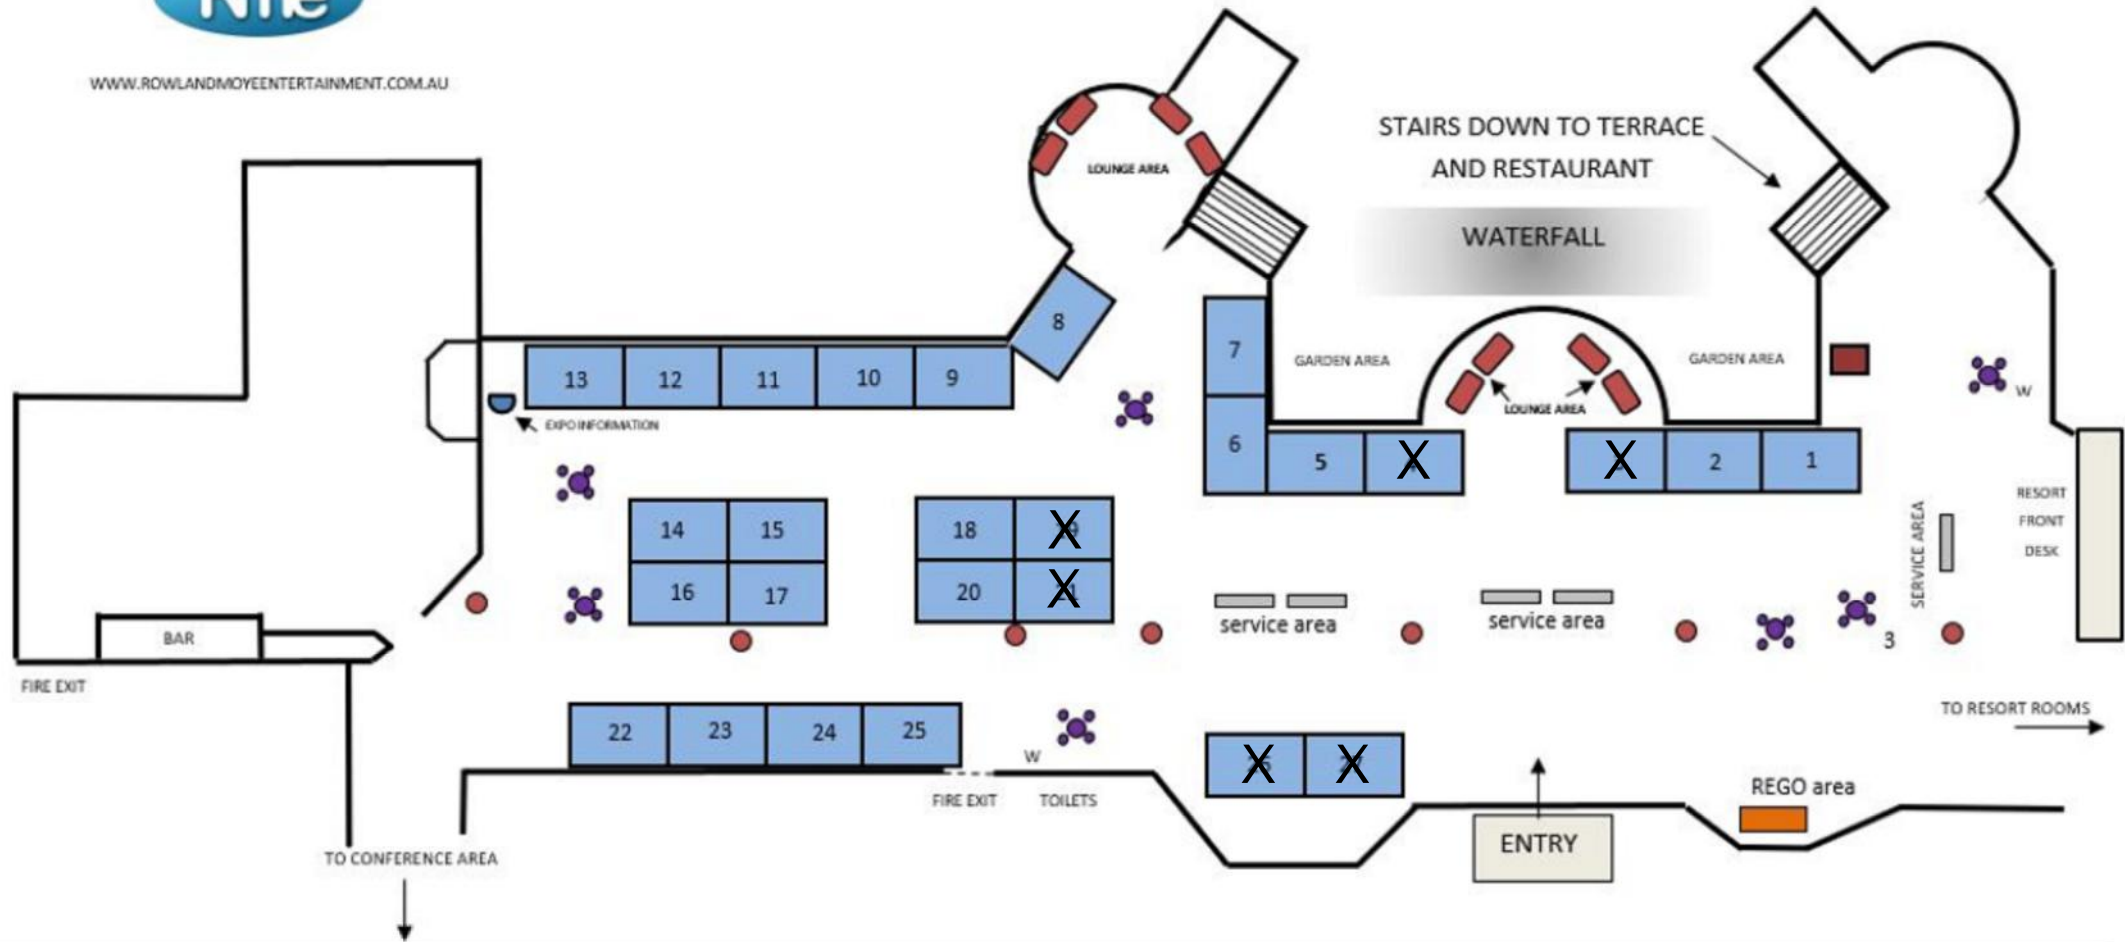 Nile
WWW.ROWLANDMOYEENTERTAINMENT.COM.AU
STAIRS DOWN TO TERRACE
AND RESTAURANT
LOUNGE AREA
WATERFALL
8
7
GARDEN AREA
GARDEN AREA
13 12 11 10 9
W
LOUNGE AREA
EXPO INFORMATION
6 5 X X 2 1
RESORT
FRONT
DESK
SERVICE AREA
14 15 18 X
16 17 20 X
service area
service area
BAR
3
FIRE EXIT
TO RESORT ROOMS
22 23 24 25
W
X X
FIRE EXIT
TOILETS
REGO area
ENTRY
TO CONFERENCE AREA